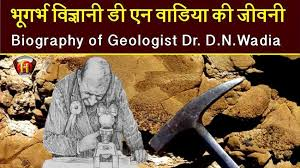 भूगर्भ विज्ञानी डी एन वाडिया की जीवनी
Biography of Geologist Dr. D.N.Wadia